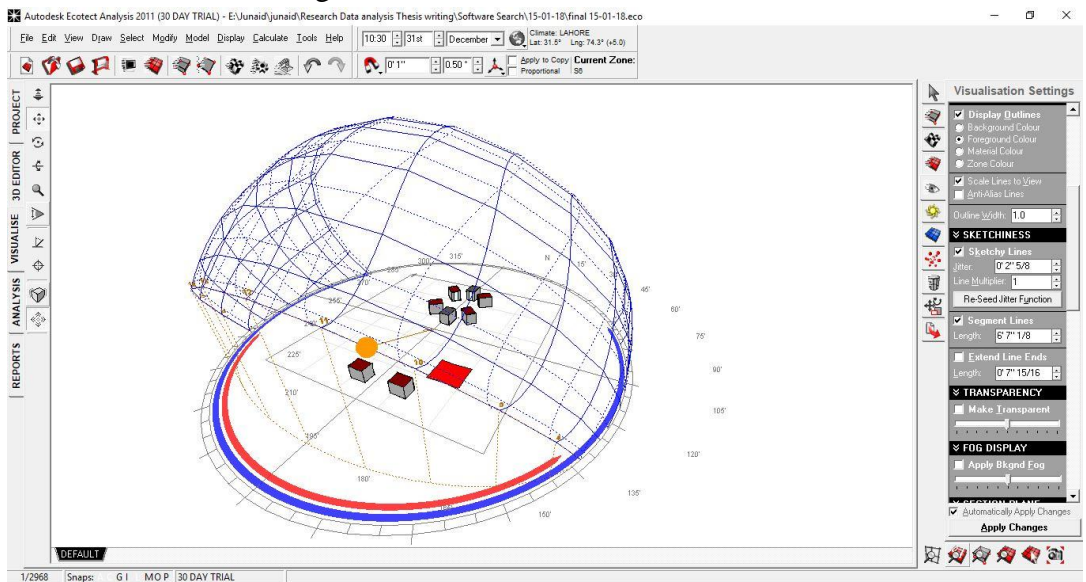 Autodesk Ecotect Analysis 2011 (30 DAY TRIAL) - E:\Junaid\junaid\Research Data analysis Thesis writing\Software Search\15-01-18\final 15-01-18.eco
File Edit View Draw Select Modify Model Display Calculate Tools Help
10:30 31st December
Climate: LAHORE
Lat: 31.5° Lng: 74.3° (+5.0)
0' 1" 0.50 °
Apply to Copy
Proportional
Current Zone:
PROJECT
3D EDITOR
VISUALISE
ANALYSIS
REPORTS
N
15°
45°
60°
75°
90°
105°
120°
135°
150°
180°
195°
210°
225°
255°
270°
300°
315°
Visualisation Settings
Display Outlines
Background Colour
Foreground Colour
Material Colour
Zone Colour
Scale Lines to View
Anti-Alias Lines
Outline Width: 1.0
SKETCHINESS
Sketchy Lines
Jitter: 0' 2" 5/8
Line Multiplier: 1
Re-Seed Jitter Function
Segment Lines
Length: 6' 7" 1/8
Extend Line Ends
Length: 0' 7" 15/16
TRANSPARENCY
Make Transparent
FOG DISPLAY
Apply Bkgnd Fog
SECTION PLANE
Automatically Apply Changes
Apply Changes
DEFAULT
1/2968 Snaps: G I M O P 30 DAY TRIAL